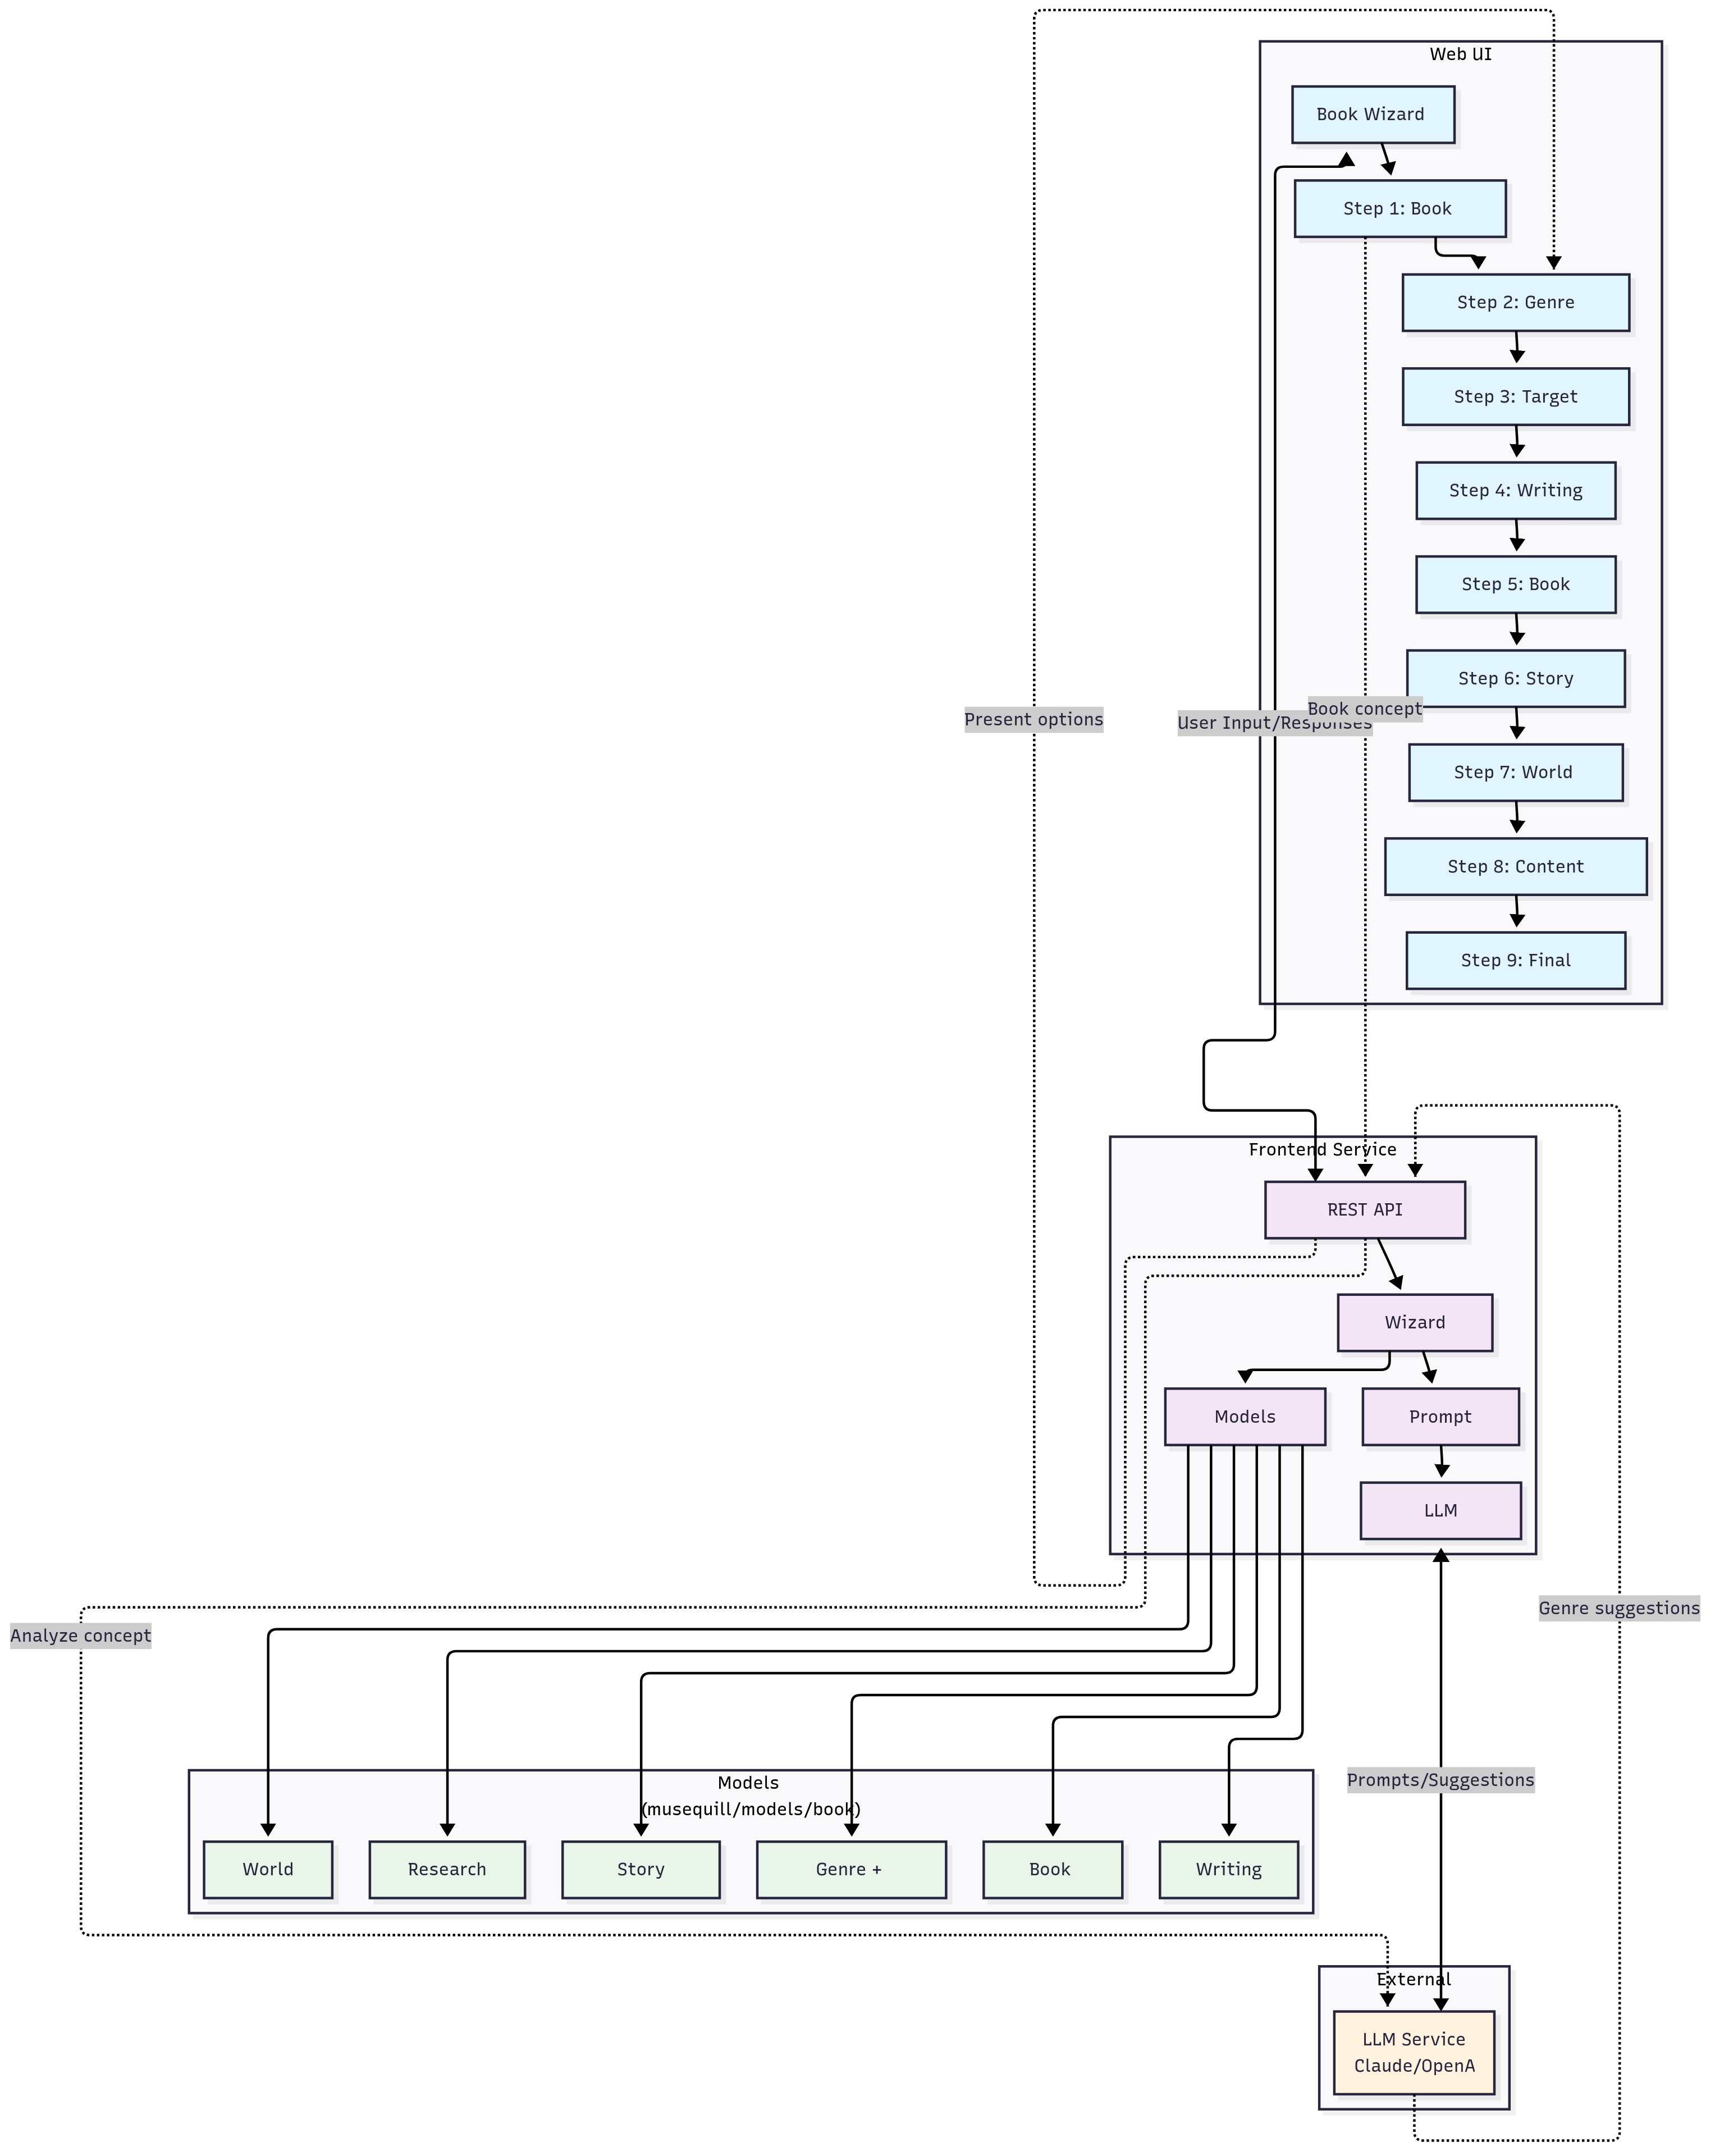 Web UI
Book Wizard
Step 1: Book
Step 2: Genre
Step 3: Target
Step 4: Writing
Step 5: Book
Step 6: Story
Present options
User Input/Responses
Book concept
Step 7: World
Step 8: Content
Step 9: Final
Frontend Service
REST API
Wizard
Models
Prompt
LLM
Analyze concept
Genre suggestions
Prompts/Suggestions
Models
(musequill/models/book)
World
Research
Story
Genre +
Book
Writing
External
LLM Service
Claude/OpenA